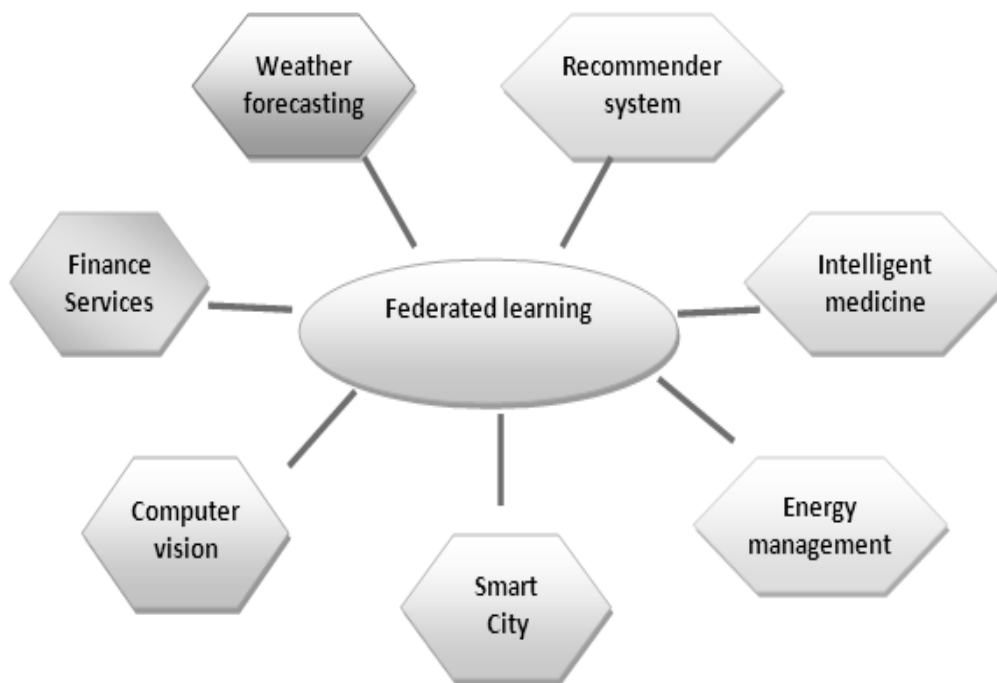 Weather
forecasting
Recommender
system
Finance
Services
Federated learning
Intelligent
medicine
Computer
vision
Smart
City
Energy
management